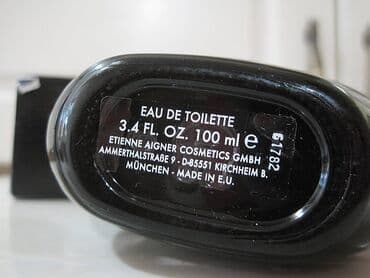 EAU DE TOILETTE
3.4 FL. OZ. 100 ml ℮
ETIENNE AIGNER COSMETICS GMBH
AMMERTHALSTRAßE 9 - D-85551 KIRCHHEIM B.
MÜNCHEN - MADE IN E.U.
61782